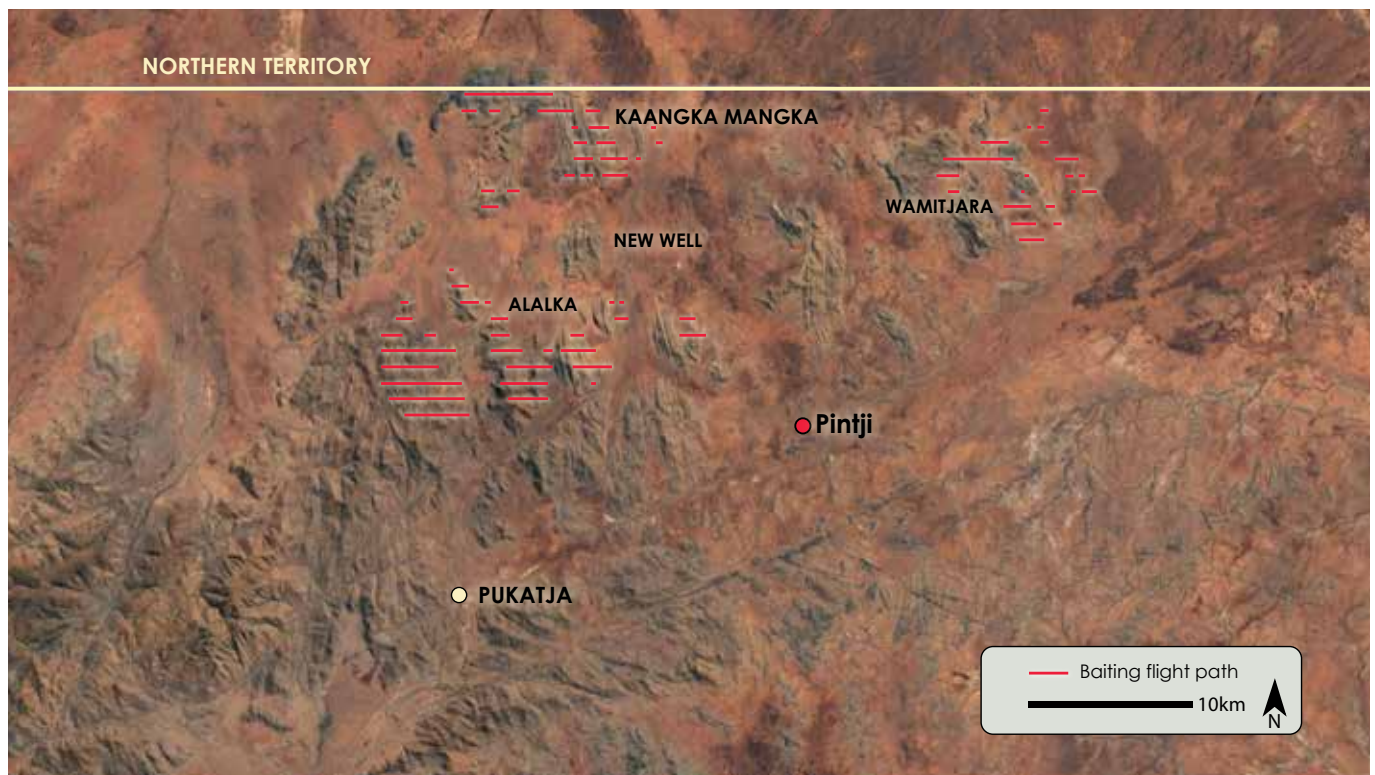 NORTHERN TERRITORY
KAANGKA MANGKA
WAMITJARA
NEW WELL
ALALKA
Pintji
PUKATJA
Baiting flight path
10km
N